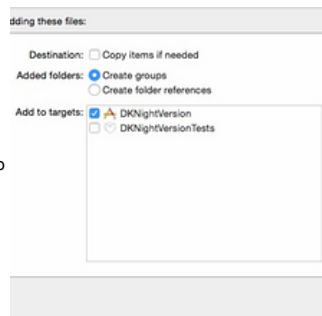 dding these files:
Destination: Copy items if needed
Added folders: Create groups
Create folder references
Add to targets: DKNightVersion
DKNightVersionTests